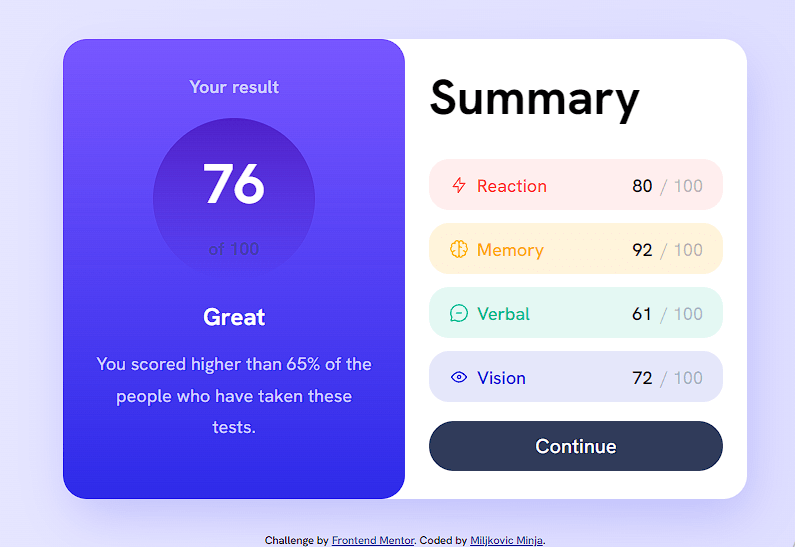 Your result
76
of 100
Great
You scored higher than 65% of the
people who have taken these
tests.
Summary
Reaction 80 / 100
Memory 92 / 100
Verbal 61 / 100
Vision 72 / 100
Continue
Challenge by Frontend Mentor. Coded by Miljkovic Minja.